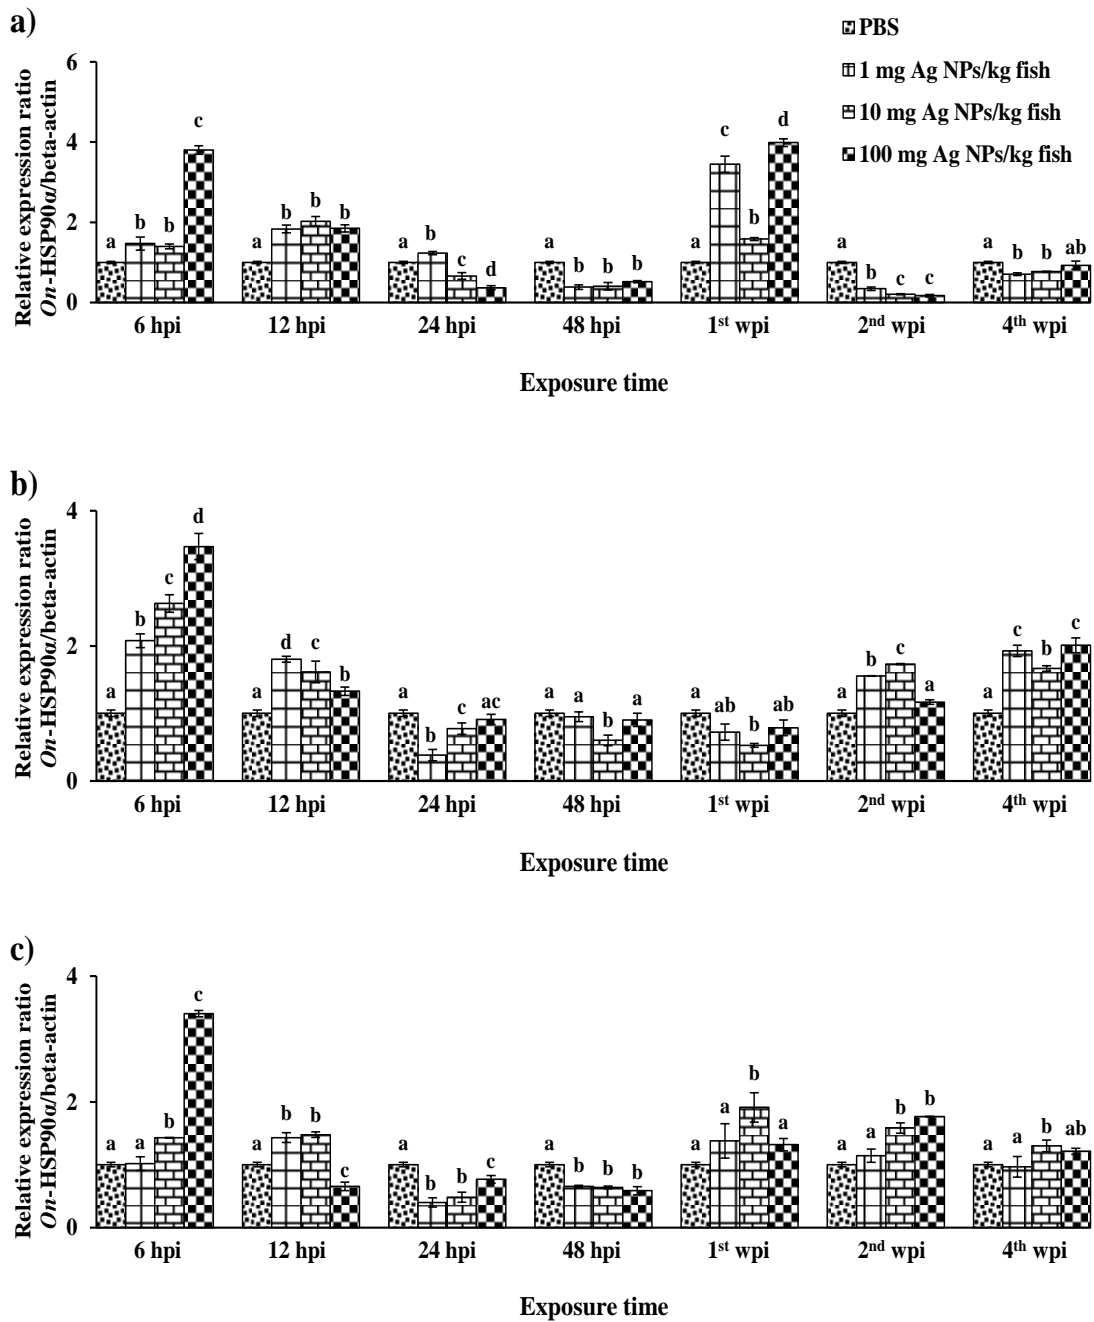 a)
PBS
1 mg Ag NPs/kg fish
10 mg Ag NPs/kg fish
100 mg Ag NPs/kg fish
Relative expression ratio
On-HSP90α/beta-actin
6
4
2
0
a b b c
a b b b
a b c d
a b b b
a c b d
a b c c
a b b ab
6 hpi 12 hpi 24 hpi 48 hpi 1st wpi 2nd wpi 4th wpi
Exposure time
b)
Relative expression ratio
On-HSP90α/beta-actin
4
2
0
a b c d
a d c b
a b c ac
a a b a
a ab b ab
a b c a
a c b c
6 hpi 12 hpi 24 hpi 48 hpi 1st wpi 2nd wpi 4th wpi
Exposure time
c)
Relative expression ratio
On-HSP90α/beta-actin
4
2
0
a a b c
a b b c
a b b c
a b b b
a a b a
a a b b
a a b ab
6 hpi 12 hpi 24 hpi 48 hpi 1st wpi 2nd wpi 4th wpi
Exposure time